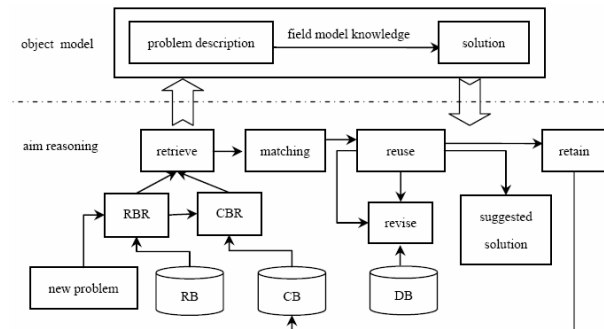 object model
problem description
field model knowledge
solution
aim reasoning
retrieve
matching
reuse
retain
RBR
CBR
revise
suggested
solution
new problem
RB
CB
DB